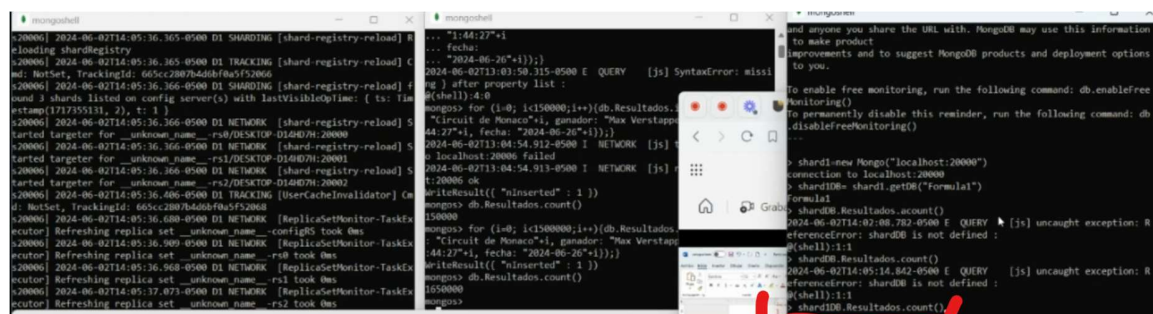 mongoshell
s20006| 2024-06-02T14:05:36.365-0500 D1 SHARDING [shard-registry-reload] R
eloading shardRegistry
s20006| 2024-06-02T14:05:36.365-0500 D1 TRACKING [shard-registry-reload] C
md: NotSet, TrackingId: 665cc2807b4d6bf0a5f52066
s20006| 2024-06-02T14:05:36.366-0500 D1 SHARDING [shard-registry-reload] f
ound 3 shards listed on config server(s) with lastVisibleOpTime: { ts: Tim
estamp(1717355131, 2), t: 1 }
s20006| 2024-06-02T14:05:36.366-0500 D1 NETWORK [shard-registry-reload] S
tarted targeter for __unknown_name__-rs0/DESKTOP-D14HD7H:20000
s20006| 2024-06-02T14:05:36.366-0500 D1 NETWORK [shard-registry-reload] S
tarted targeter for __unknown_name__-rs1/DESKTOP-D14HD7H:20001
s20006| 2024-06-02T14:05:36.366-0500 D1 NETWORK [shard-registry-reload] S
tarted targeter for __unknown_name__-rs2/DESKTOP-D14HD7H:20002
s20006| 2024-06-02T14:05:36.406-0500 D1 TRACKING [UserCacheInvalidator] Cm
d: NotSet, TrackingId: 665cc2807b4d6bf0a5f52068
s20006| 2024-06-02T14:05:36.680-0500 D1 NETWORK [ReplicaSetMonitor-TaskEx
ecutor] Refreshing replica set __unknown_name__-configRS took 0ms
s20006| 2024-06-02T14:05:36.909-0500 D1 NETWORK [ReplicaSetMonitor-TaskEx
ecutor] Refreshing replica set __unknown_name__-rs0 took 0ms
s20006| 2024-06-02T14:05:36.968-0500 D1 NETWORK [ReplicaSetMonitor-TaskEx
ecutor] Refreshing replica set __unknown_name__-rs1 took 0ms
s20006| 2024-06-02T14:05:37.073-0500 D1 NETWORK [ReplicaSetMonitor-TaskEx
ecutor] Refreshing replica set __unknown_name__-rs2 took 0ms
mongoshell
... "1:44:27"+i
... fecha:
... "2024-06-26"+i});}
2024-06-02T13:03:50.315-0500 E QUERY [js] SyntaxError: missi
ng } after property list :
@(shell):4:0
mongos> for (i=0; i<150000;i++){db.Resultados.i
"Circuit de Monaco"+i, ganador: "Max Verstappe
44:27"+i, fecha: "2024-06-26"+i});}
2024-06-02T13:04:54.912-0500 I NETWORK [js] t
o localhost:20006 failed
2024-06-02T13:04:54.913-0500 I NETWORK [js] r
t:20006 ok
WriteResult({ "nInserted" : 1 })
mongos> db.Resultados.count()
150000
mongos> for (i=0; i<150000;i++){db.Resultados.
: "Circuit de Monaco"+i, ganador: "Max Verstapp
:44:27"+i, fecha: "2024-06-26"+i});}
WriteResult({ "nInserted" : 1 })
mongos> db.Resultados.count()
1650000
mongos>
Graba
mongoshell
and anyone you share the URL with. MongoDB may use this information
to make product
improvements and to suggest MongoDB products and deployment options
to you.
To enable free monitoring, run the following command: db.enableFree
Monitoring()
To permanently disable this reminder, run the following command: db
.disableFreeMonitoring()
---
> shard1=new Mongo("localhost:20000")
connection to localhost:20000
> shard1DB= shard1.getDB("Formula1")
Formula1
> shardDB.Resultados.acount()
2024-06-02T14:02:08.782-0500 E QUERY [js] uncaught exception: R
eferenceError: shardDB is not defined :
@(shell):1:1
> shardDB.Resultados.count()
2024-06-02T14:05:14.842-0500 E QUERY [js] uncaught exception: R
eferenceError: shardDB is not defined :
@(shell):1:1
> shard1DB.Resultados.count()